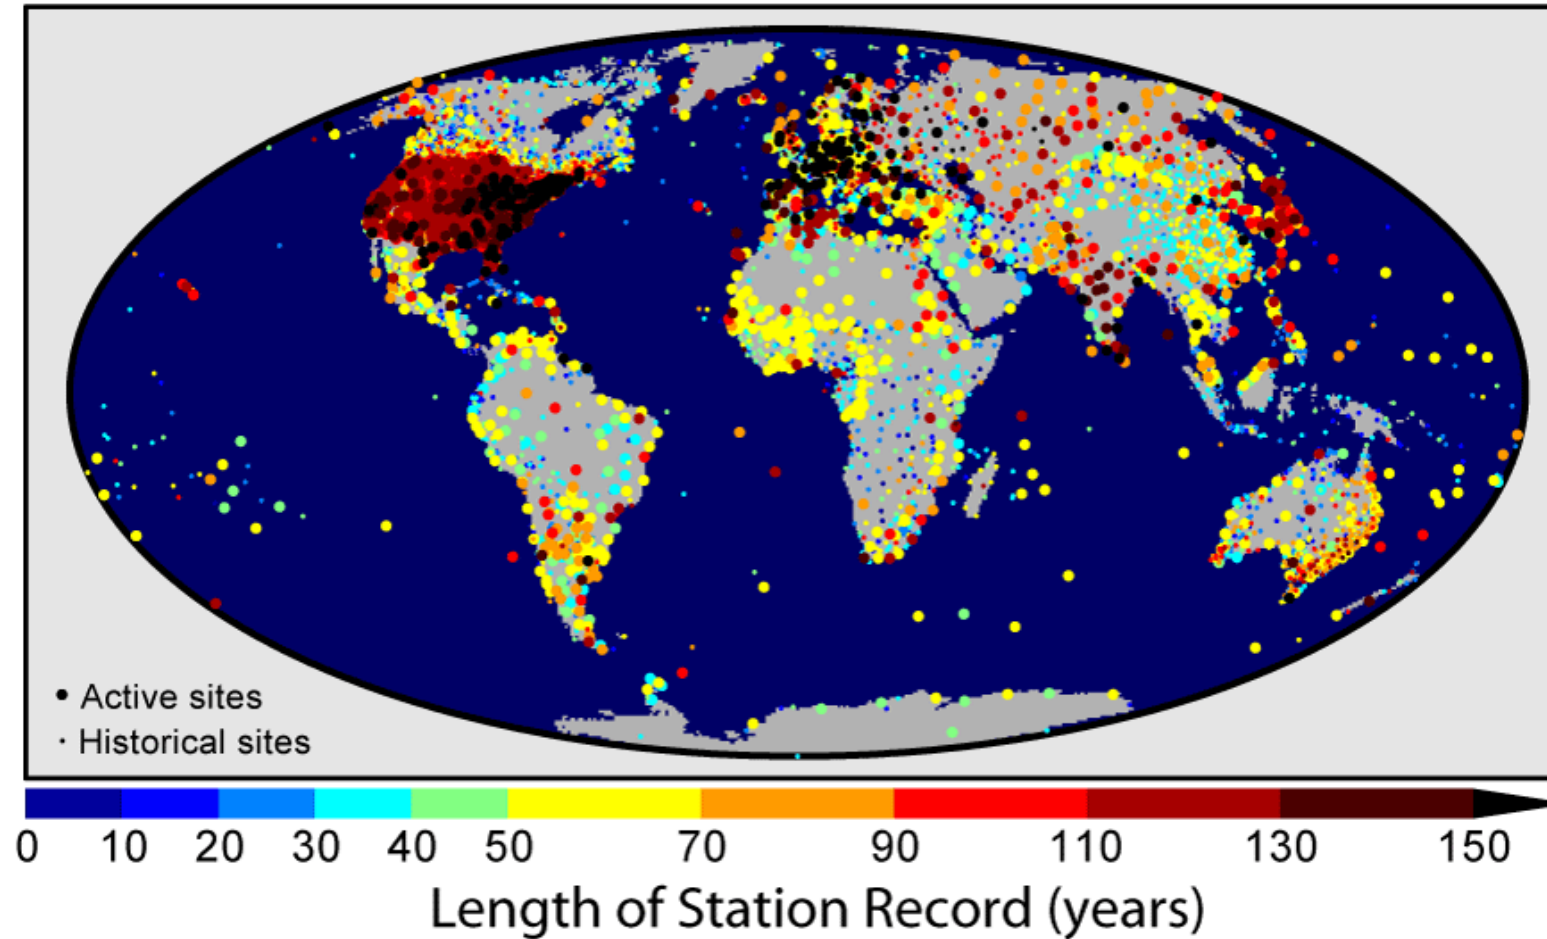 Active sites
Historical sites
0 10 20 30 40 50 70 90 110 130 150
Length of Station Record (years)